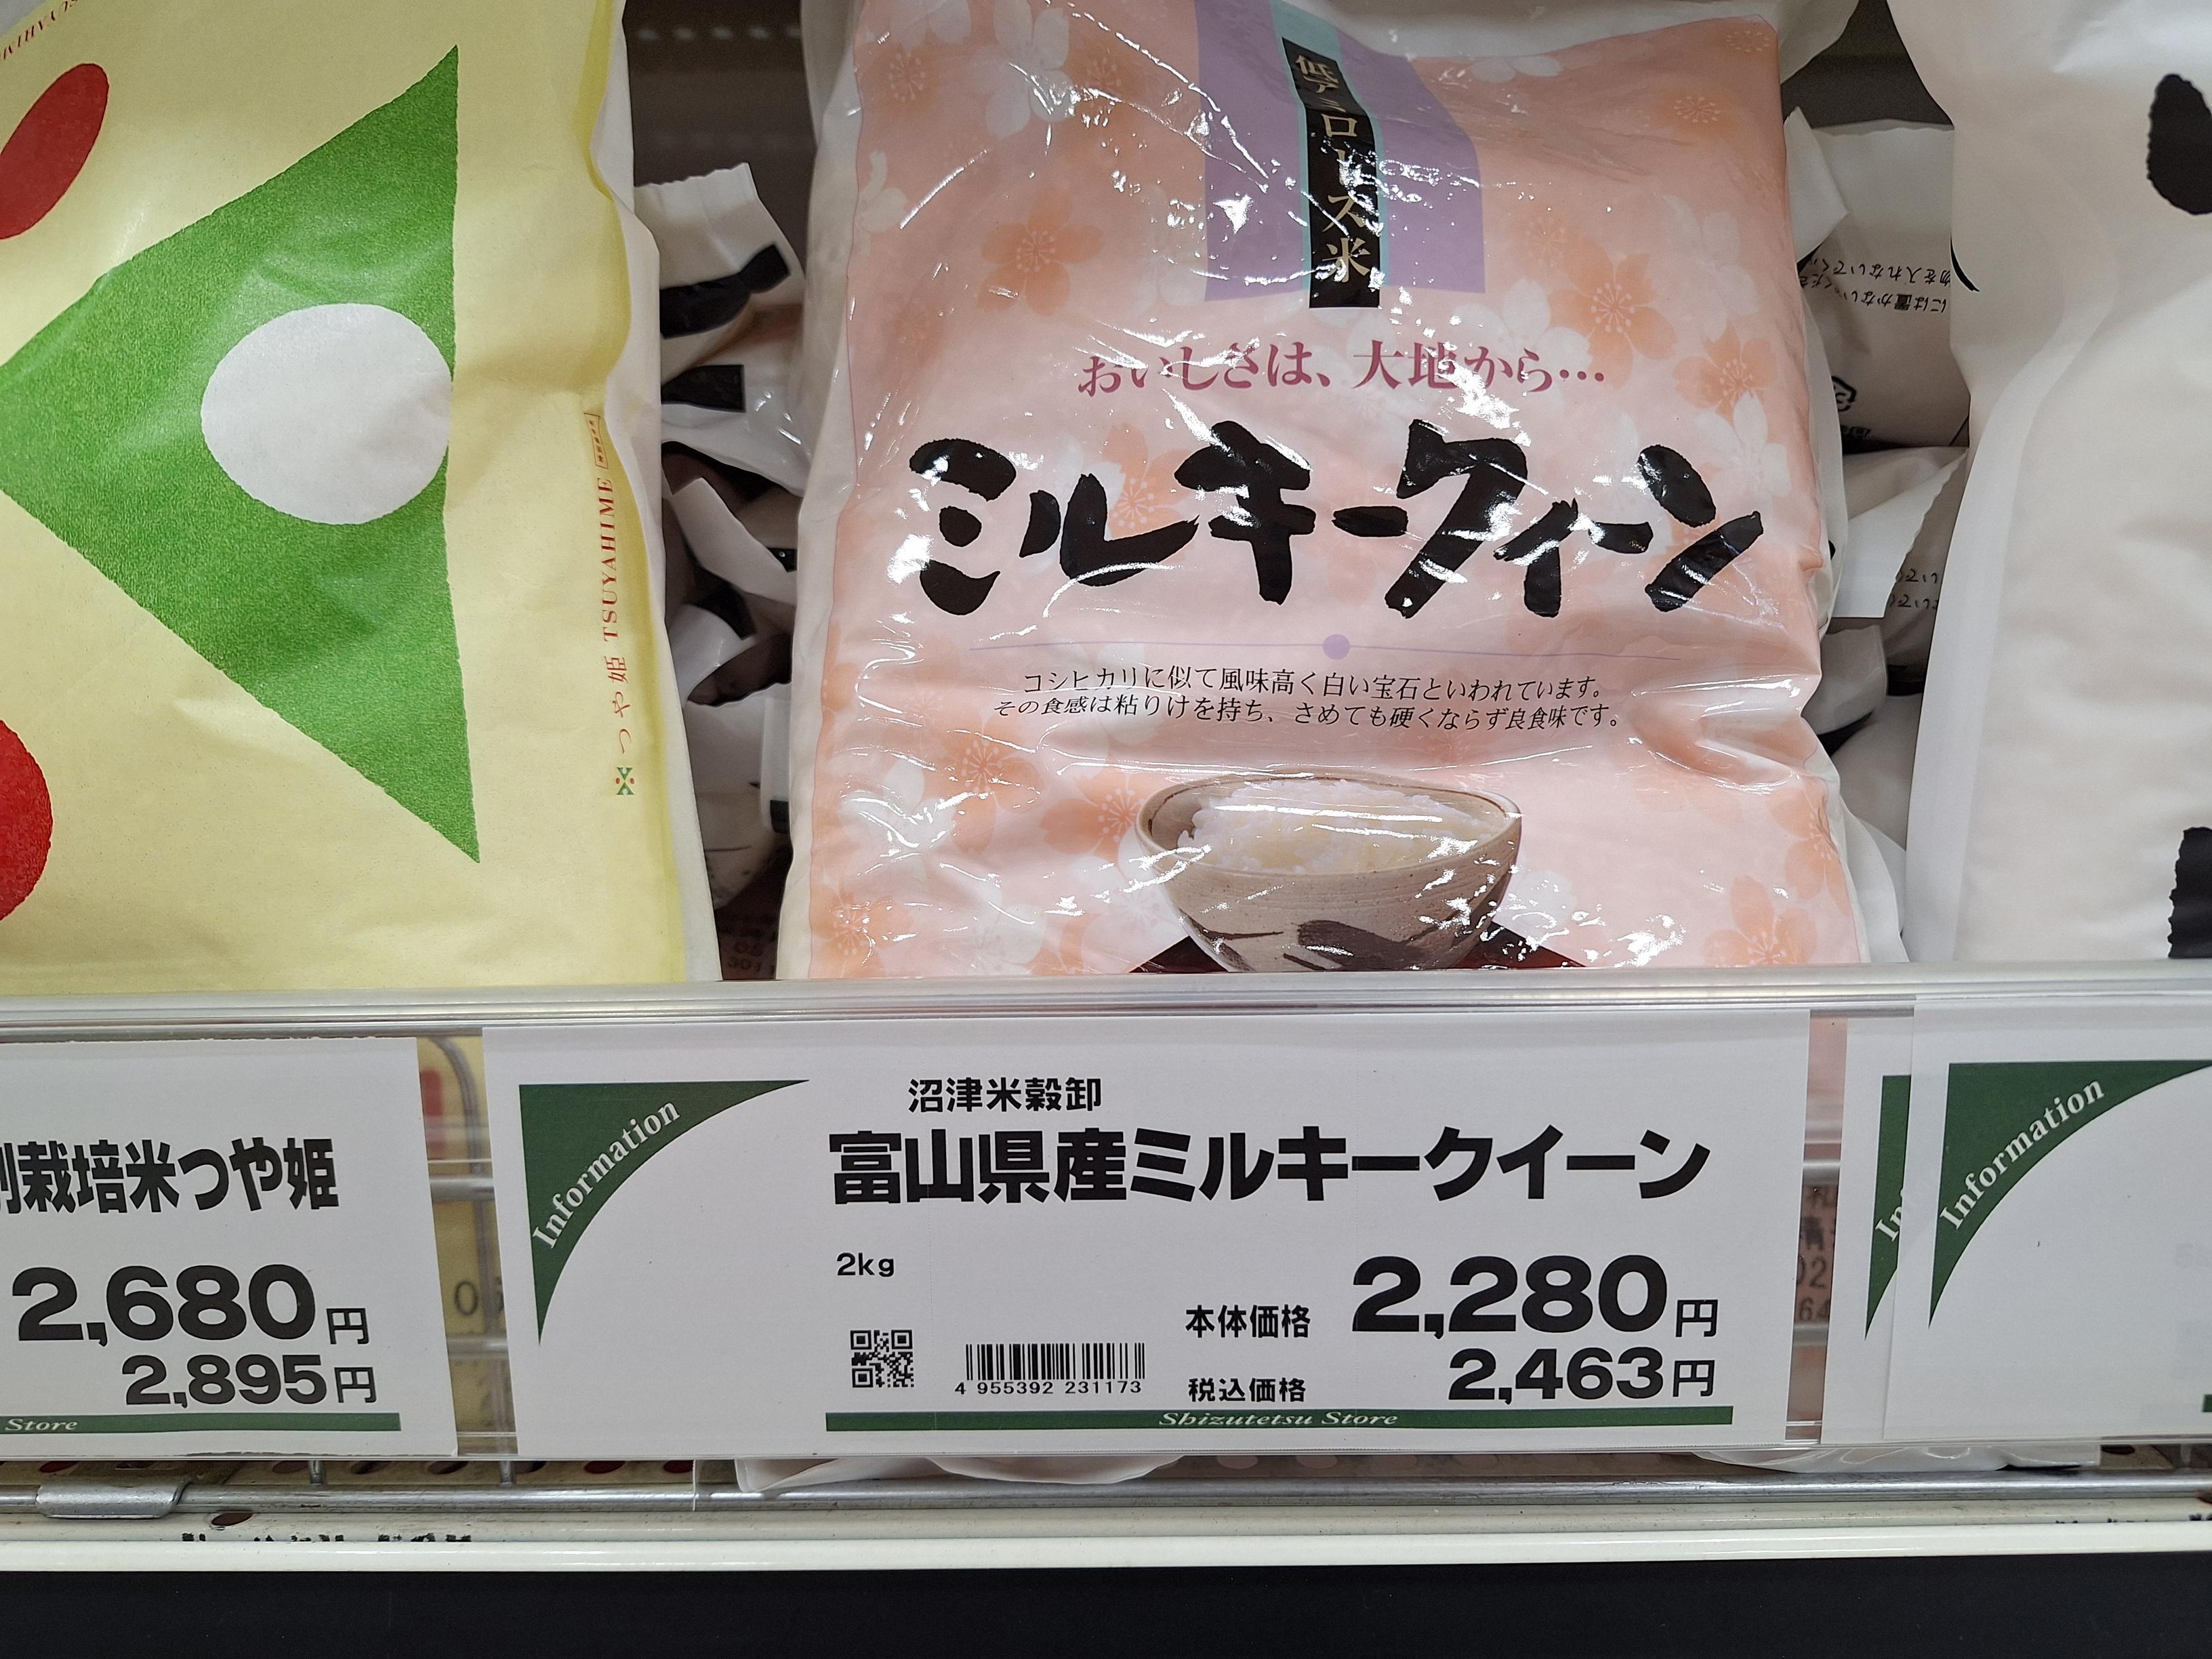 低アミロース米
おいしさは、大地から…
ミルキークィーン
コシヒカリに似て風味高く白い宝石といわれています。
その食感は粘りけを持ち、さめても硬くならず良食味です。
つや姫 TSUYAHIME
栽培米つや姫
2,680円
2,895円
Store
Information
沼津米穀卸
富山県産ミルキークイーン
2kg
本体価格 2,280円
税込価格 2,463円
4 955392 231173
Shizutetsu Store
Information